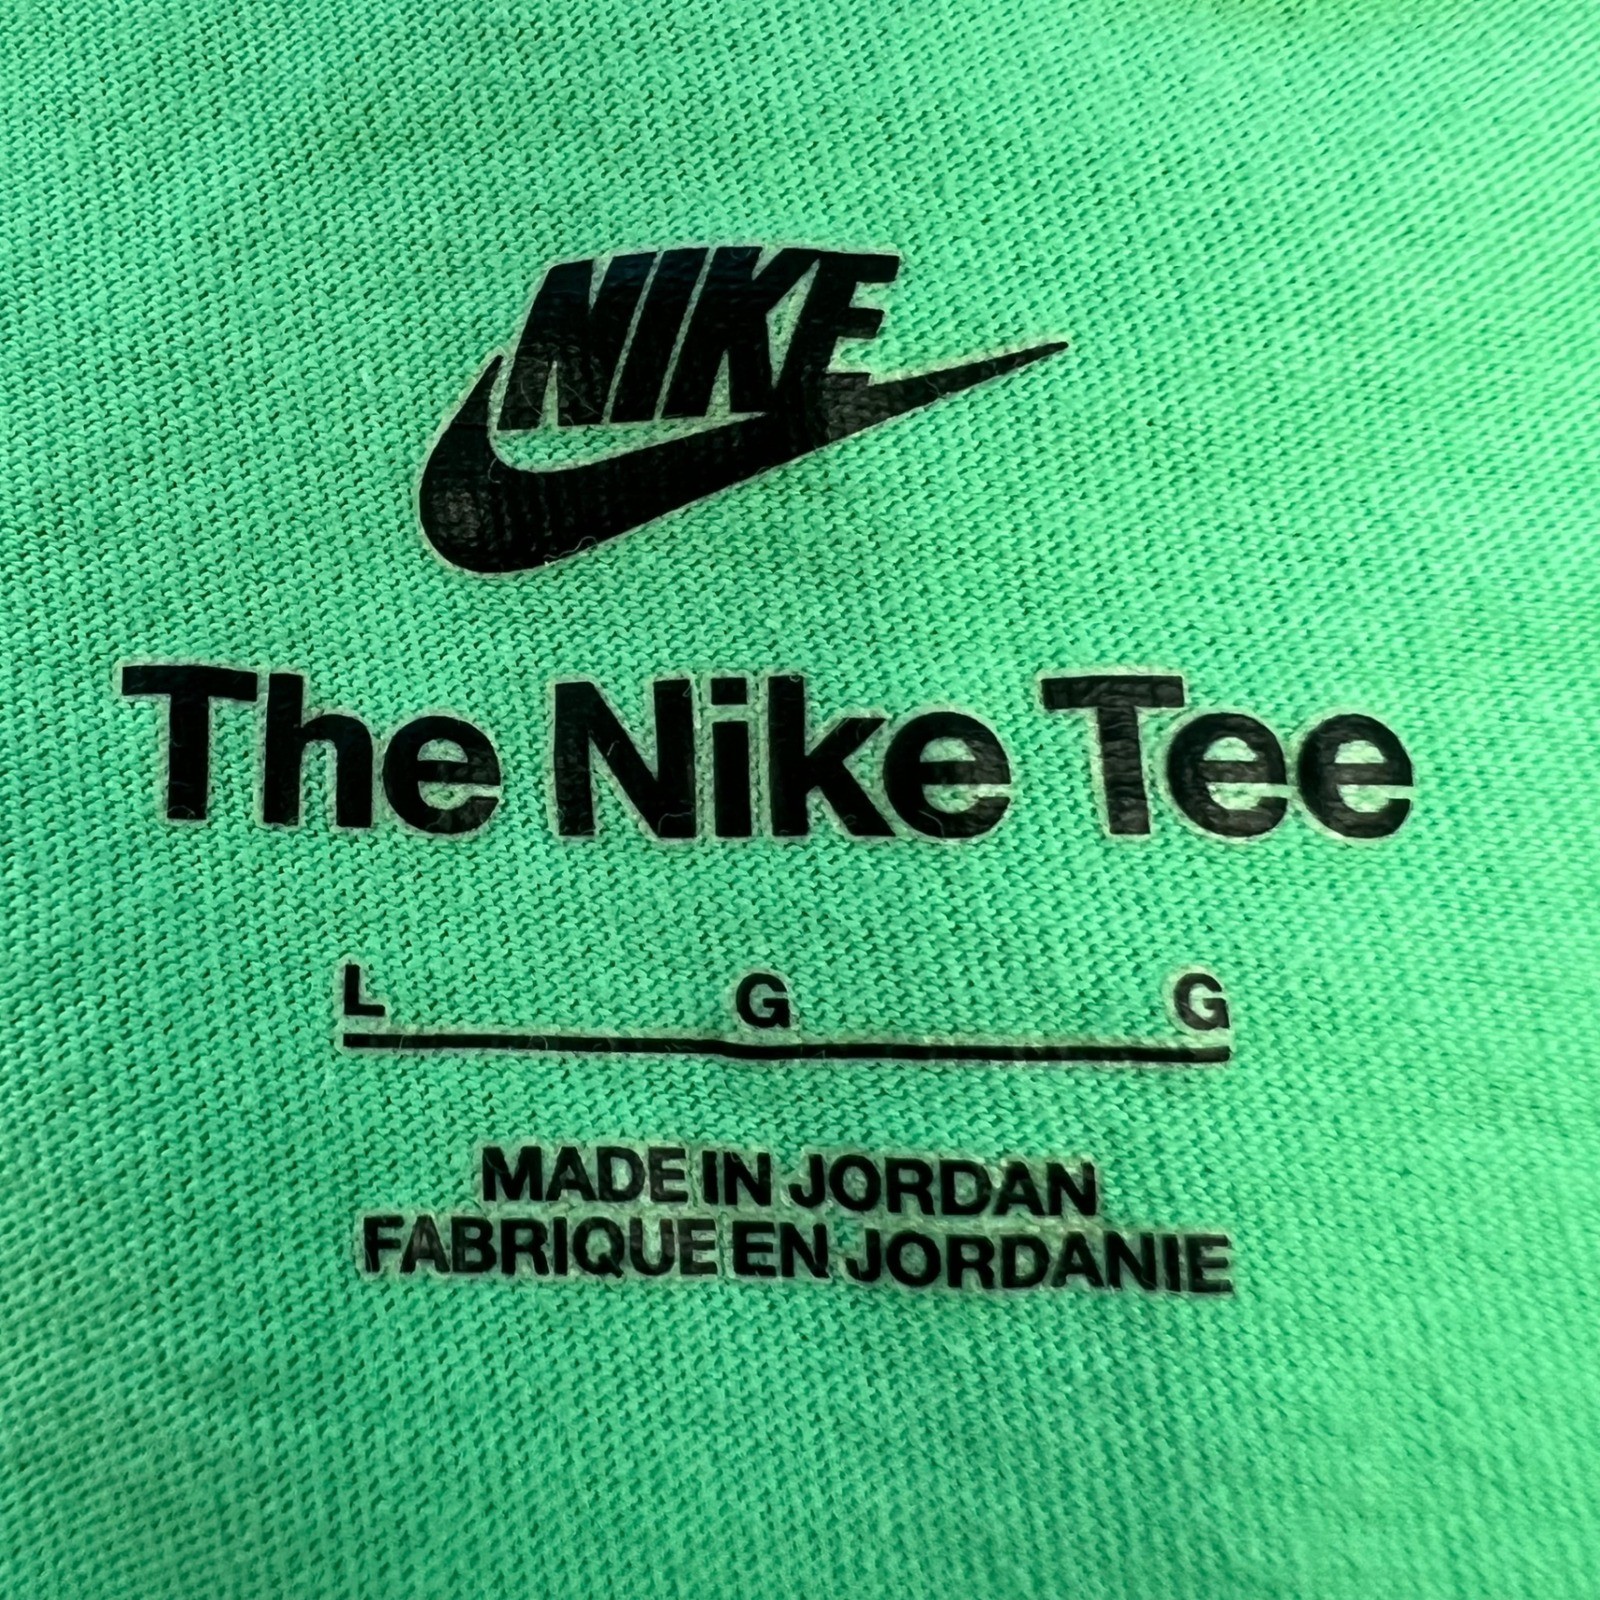 NIKE
The Nike Tee
L G G
MADE IN JORDAN
FABRIQUE EN JORDANIE